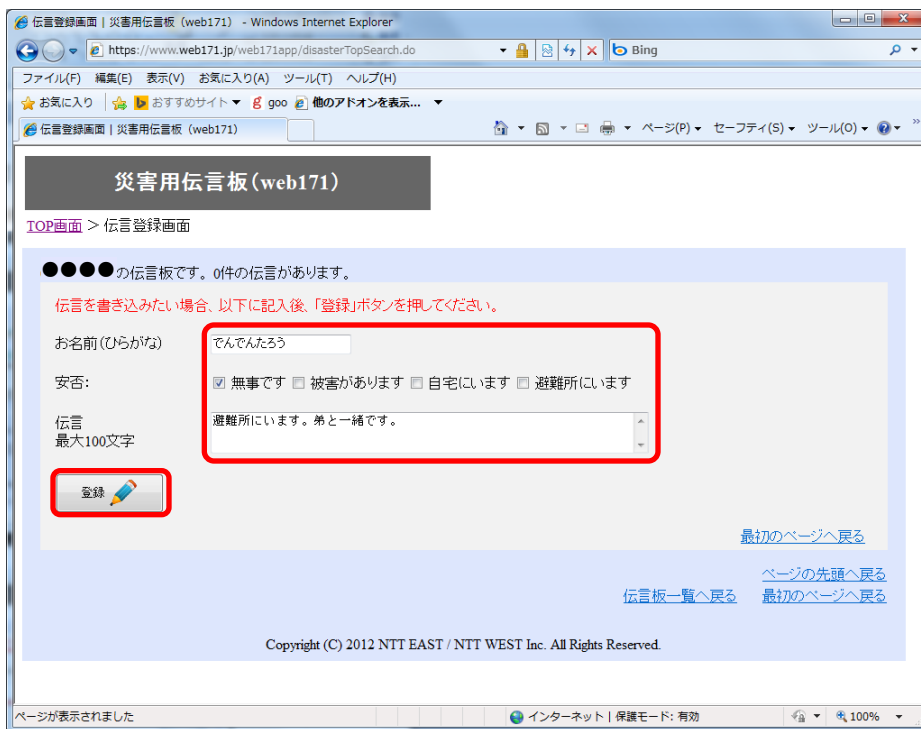 伝言登録画面 | 災害用伝言板 (web171) - Windows Internet Explorer
https://www.web171.jp/web171app/disasterTopSearch.do
Bing
ファイル(F) 編集(E) 表示(V) お気に入り(A) ツール(T) ヘルプ(H)
お気に入り おすすめサイト goo 他のアドオンを表示...
伝言登録画面 | 災害用伝言板 (web171) ページ(P) セーフティ(S) ツール(O)
災害用伝言板(web171)
TOP画面 > 伝言登録画面
●●●●の伝言板です。0件の伝言があります。
伝言を書き込みたい場合、以下に記入後、「登録」ボタンを押してください。
お名前(ひらがな) でんでんたろう
安否: 無事です 被害があります 自宅にいます 避難所にいます
伝言 避難所にいます。弟と一緒です。
最大100文字
登録
最初のページへ戻る
ページの先頭へ戻る
伝言板一覧へ戻る 最初のページへ戻る
Copyright (C) 2012 NTT EAST / NTT WEST Inc. All Rights Reserved.
ページが表示されました インターネット | 保護モード: 有効 100%